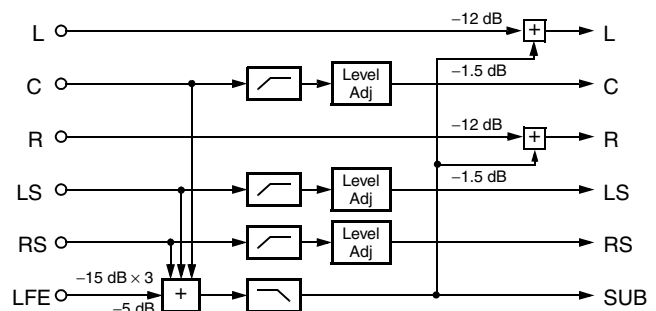 L −12 dB + L
C Level Adj −1.5 dB C
R −12 dB + R
LS Level Adj −1.5 dB LS
RS Level Adj RS
−15 dB × 3
LFE + SUB
−5 dB